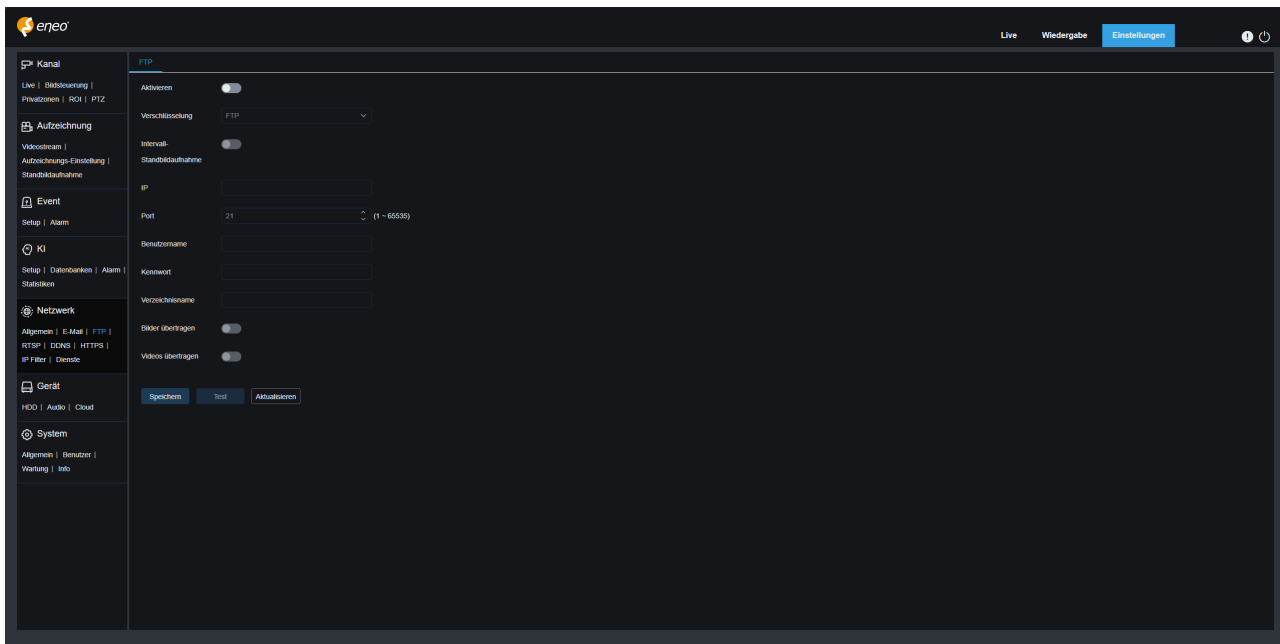 eneo
Live Wiedergabe Einstellungen
Kanal
Live | Bildsteuerung |
Privatzonen | ROI | PTZ
Aufzeichnung
Videostream |
Aufzeichnungs-Einstellung |
Standbildaufnahme
Event
Setup | Alarm
KI
Setup | Datenbanken | Alarm |
Statistiken
Netzwerk
Allgemein | E-Mail | FTP |
RTSP | DDNS | HTTPS |
IP Filter | Dienste
Gerät
HDD | Audio | Cloud
System
Allgemein | Benutzer |
Wartung | Info
FTP
Aktivieren
Verschlüsselung FTP
Intervall-
Standbildaufnahme
IP
Port 21 (1 ~ 65535)
Benutzername
Kennwort
Verzeichnisname
Bilder übertragen
Videos übertragen
Speichern Test Aktualisieren